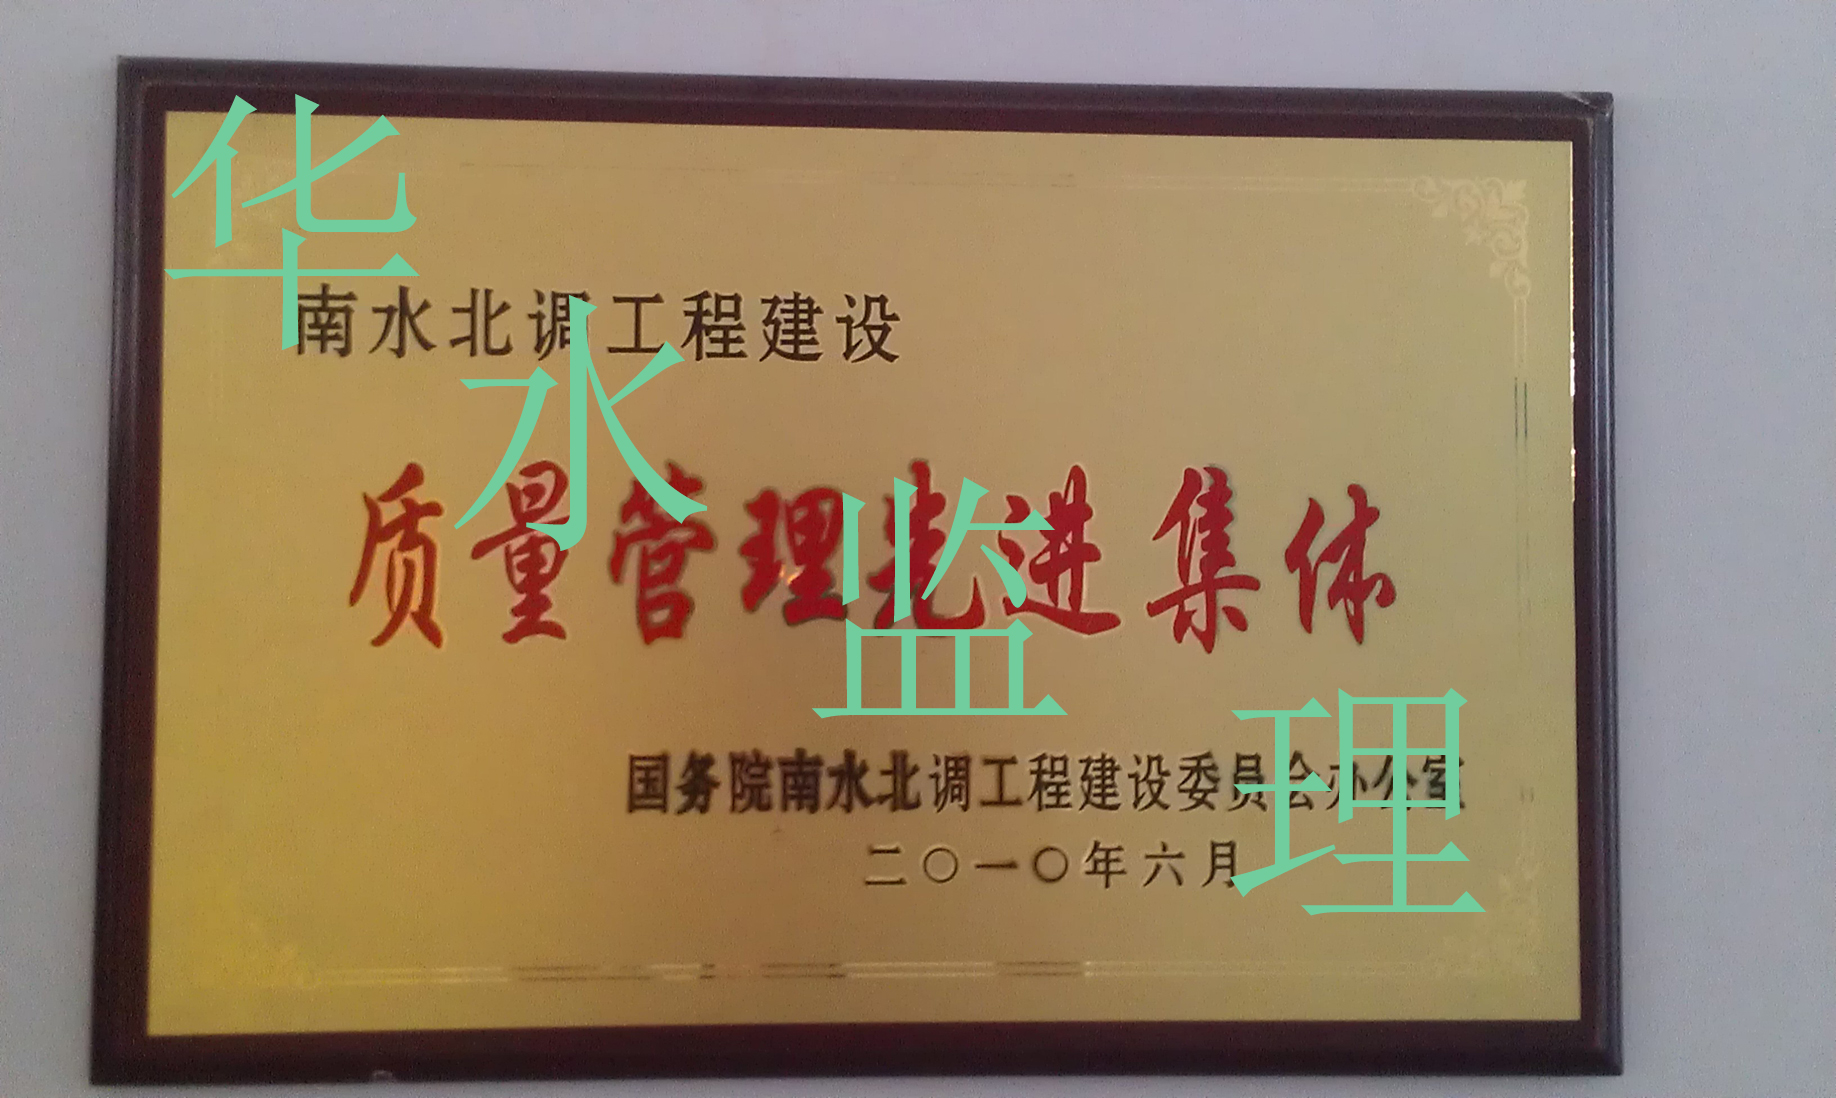 华水监理
南水北调工程建设
质量管理先进集体
国务院南水北调工程建设委员会办公室
二〇一〇年六月